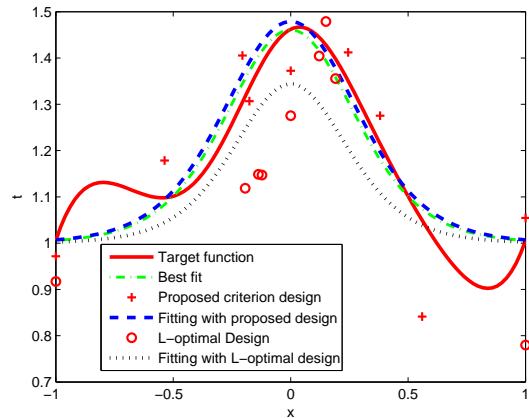 1.5
1.4
1.3
1.2
1.1
1
0.9
0.8
0.7
t
Target function
Best fit
Proposed criterion design
Fitting with proposed design
L−optimal Design
Fitting with L−optimal design
−1
−0.5
0
0.5
1
x